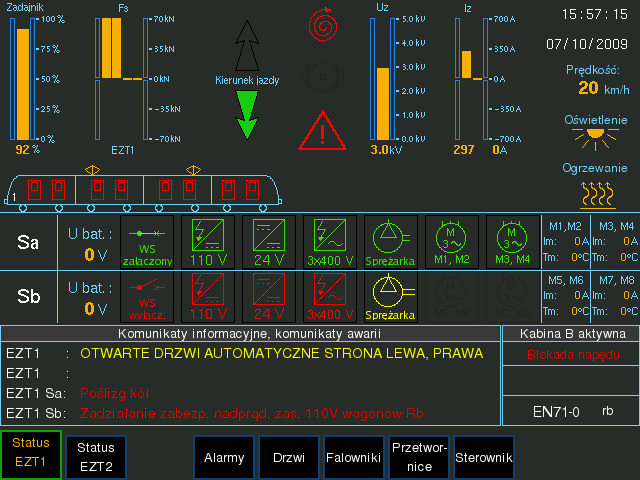 Zadajnik
Fs
Uz
Iz
100 %
75 %
50 %
25 %
0 %
92 %
70kN
35kN
0kN
-35kN
-70kN
EZT1
Kierunek jazdy
5.0 kV
4.0 kV
3.0 kV
2.0 kV
1.0 kV
0.0 kV
3.0kV
700 A
350 A
0 A
-350 A
-700 A
297 0A
15:57:15
07/10/2009
Prędkość:
20 km/h
Oświetlenie
Ogrzewanie
1
Sa
U bat. :
0 V
WS
załaczony
110 V
24 V
3x400 V
Sprężarka
M
3
M1, M2
M
3
M3, M4
M1,M2
Im: 0A
Tm: 0°C
M3, M4
Im: 0A
Tm: 0°C
Sb
U bat. :
0 V
WS
wyłacz.
110 V
24 V
3x400 V
Sprężarka
M5, M6
M7, M8
M5, M6
Im: 0A
Tm: 0°C
M7, M8
Im: 0A
Tm: 0°C
Komunikaty informacyjne, komunikaty awarii
EZT1 : OTWARTE DRZWI AUTOMATYCZNE STRONA LEWA, PRAWA
EZT1 :
EZT1 Sa: Poślizg kół
EZT1 Sb: Zadziałanie zabezp. nadprąd. zas. 110V wagonów Rb
Kabina B aktywna
Blokada napędu
EN71-0 rb
Status
EZT1
Status
EZT2
Alarmy
Drzwi
Falowniki
Przetwor-
nice
Sterownik